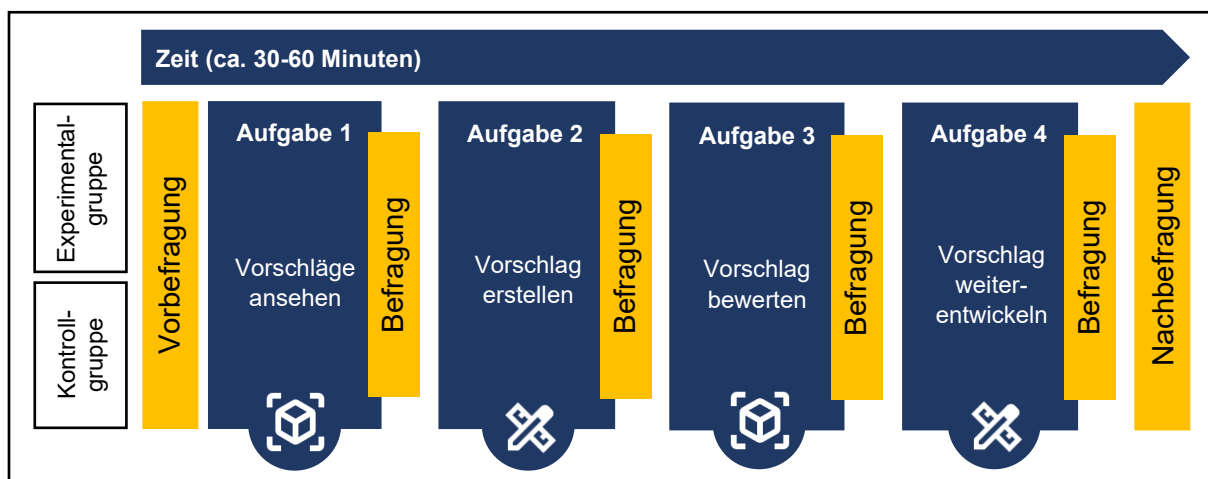 Zeit (ca. 30-60 Minuten)
Experimental-
gruppe
Kontroll-
gruppe
Vorbefragung
Aufgabe 1
Vorschläge
ansehen
Befragung
Aufgabe 2
Vorschlag
erstellen
Befragung
Aufgabe 3
Vorschlag
bewerten
Befragung
Aufgabe 4
Vorschlag
weiter-
entwickeln
Befragung
Nachbefragung